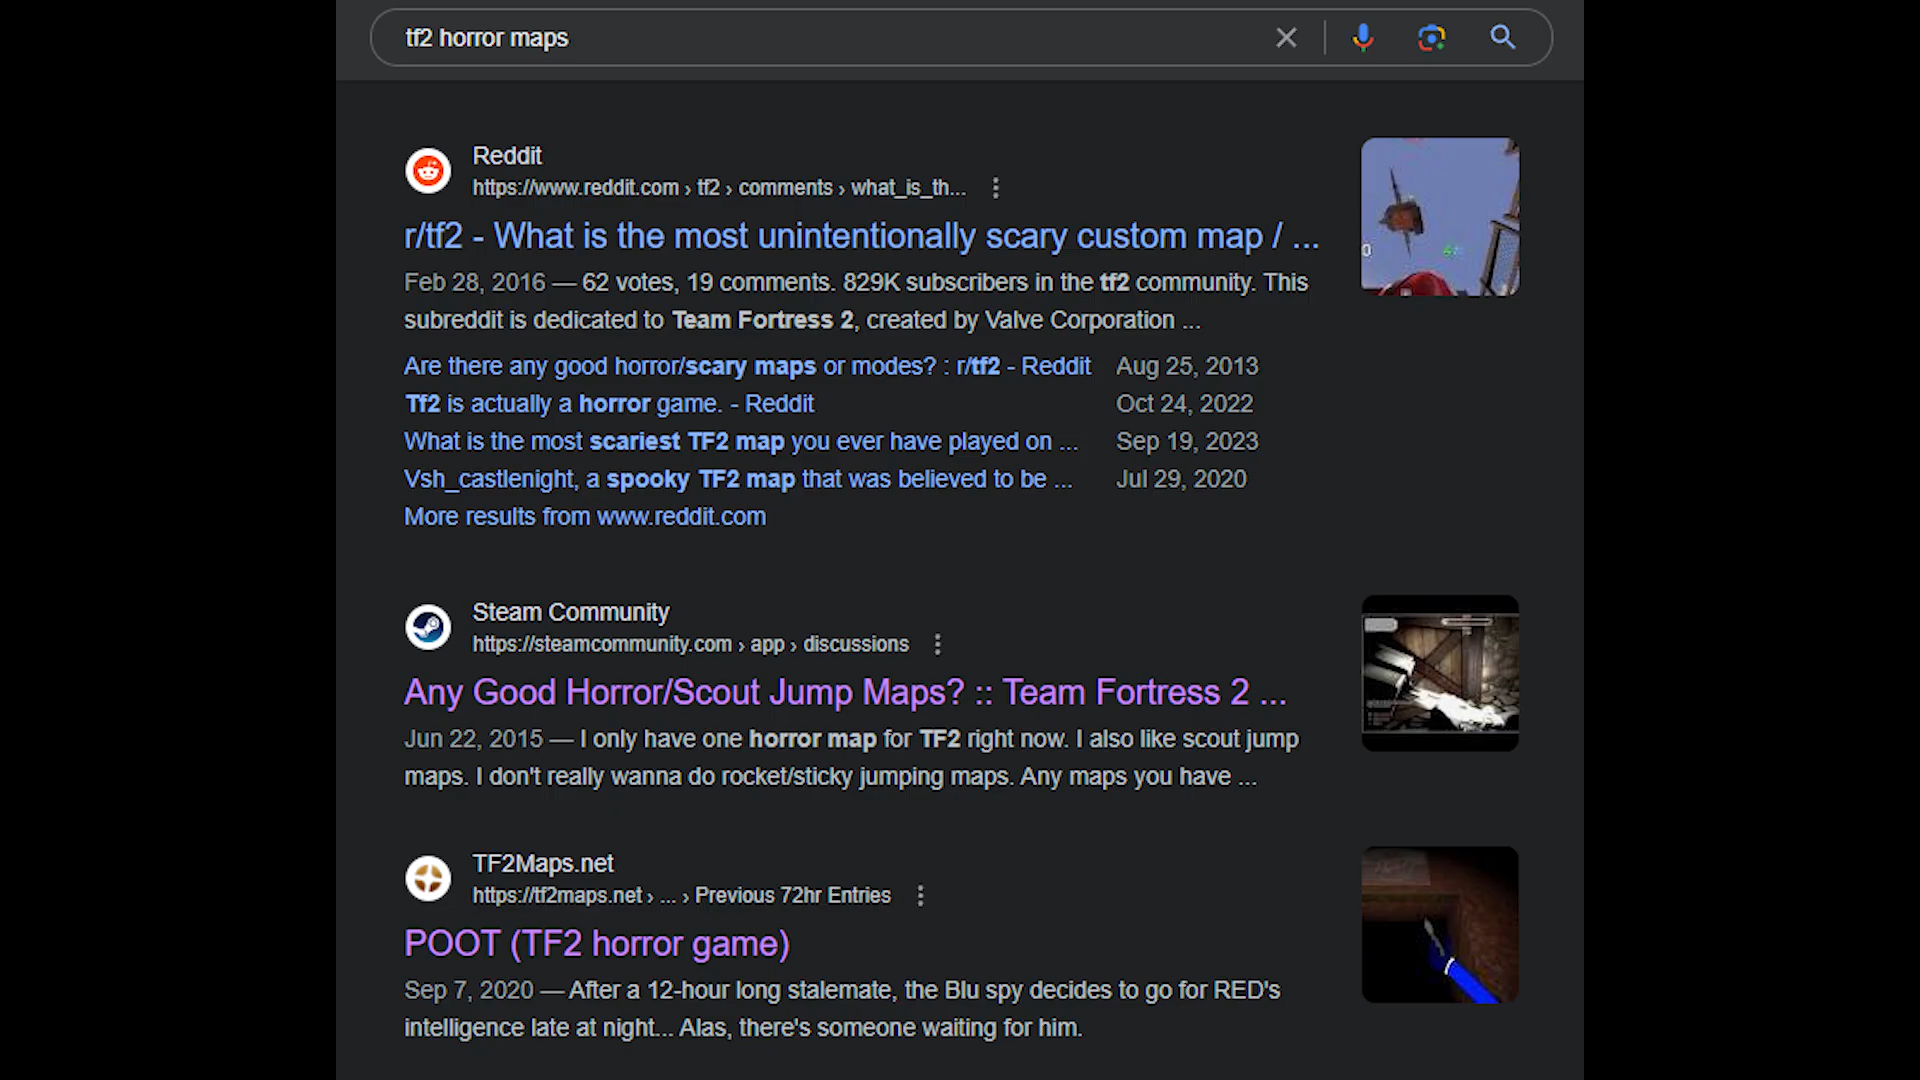 tf2 horror maps
Reddit
https://www.reddit.com › tf2 › comments › what_is_th...
r/tf2 - What is the most unintentionally scary custom map / ...
Feb 28, 2016 — 62 votes, 19 comments. 829K subscribers in the tf2 community. This
subreddit is dedicated to Team Fortress 2, created by Valve Corporation ...
Are there any good horror/scary maps or modes? : r/tf2 - Reddit Aug 25, 2013
Tf2 is actually a horror game. - Reddit Oct 24, 2022
What is the most scariest TF2 map you ever have played on ... Sep 19, 2023
Vsh_castlenight, a spooky TF2 map that was believed to be ... Jul 29, 2020
More results from www.reddit.com
Steam Community
https://steamcommunity.com › app › discussions
Any Good Horror/Scout Jump Maps? :: Team Fortress 2 ...
Jun 22, 2015 — I only have one horror map for TF2 right now. I also like scout jump
maps. I don't really wanna do rocket/sticky jumping maps. Any maps you have ...
TF2Maps.net
https://tf2maps.net › ... › Previous 72hr Entries
POOT (TF2 horror game)
Sep 7, 2020 — After a 12-hour long stalemate, the Blu spy decides to go for RED's
intelligence late at night... Alas, there's someone waiting for him.